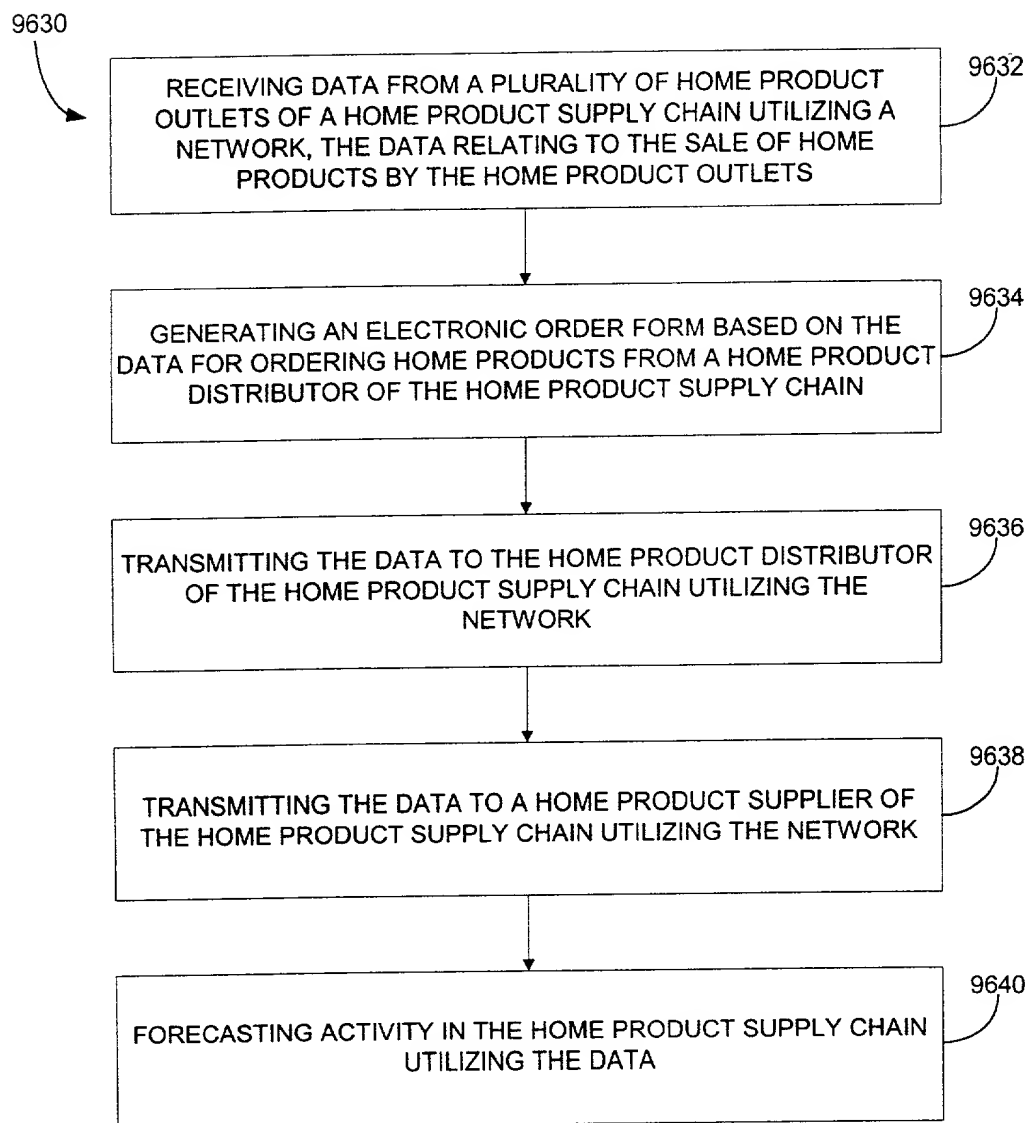 9630
9632
RECEIVING DATA FROM A PLURALITY OF HOME PRODUCT
OUTLETS OF A HOME PRODUCT SUPPLY CHAIN UTILIZING A
NETWORK, THE DATA RELATING TO THE SALE OF HOME
PRODUCTS BY THE HOME PRODUCT OUTLETS
9634
GENERATING AN ELECTRONIC ORDER FORM BASED ON THE
DATA FOR ORDERING HOME PRODUCTS FROM A HOME PRODUCT
DISTRIBUTOR OF THE HOME PRODUCT SUPPLY CHAIN
9636
TRANSMITTING THE DATA TO THE HOME PRODUCT DISTRIBUTOR
OF THE HOME PRODUCT SUPPLY CHAIN UTILIZING THE
NETWORK
9638
TRANSMITTING THE DATA TO A HOME PRODUCT SUPPLIER OF
THE HOME PRODUCT SUPPLY CHAIN UTILIZING THE NETWORK
9640
FORECASTING ACTIVITY IN THE HOME PRODUCT SUPPLY CHAIN
UTILIZING THE DATA